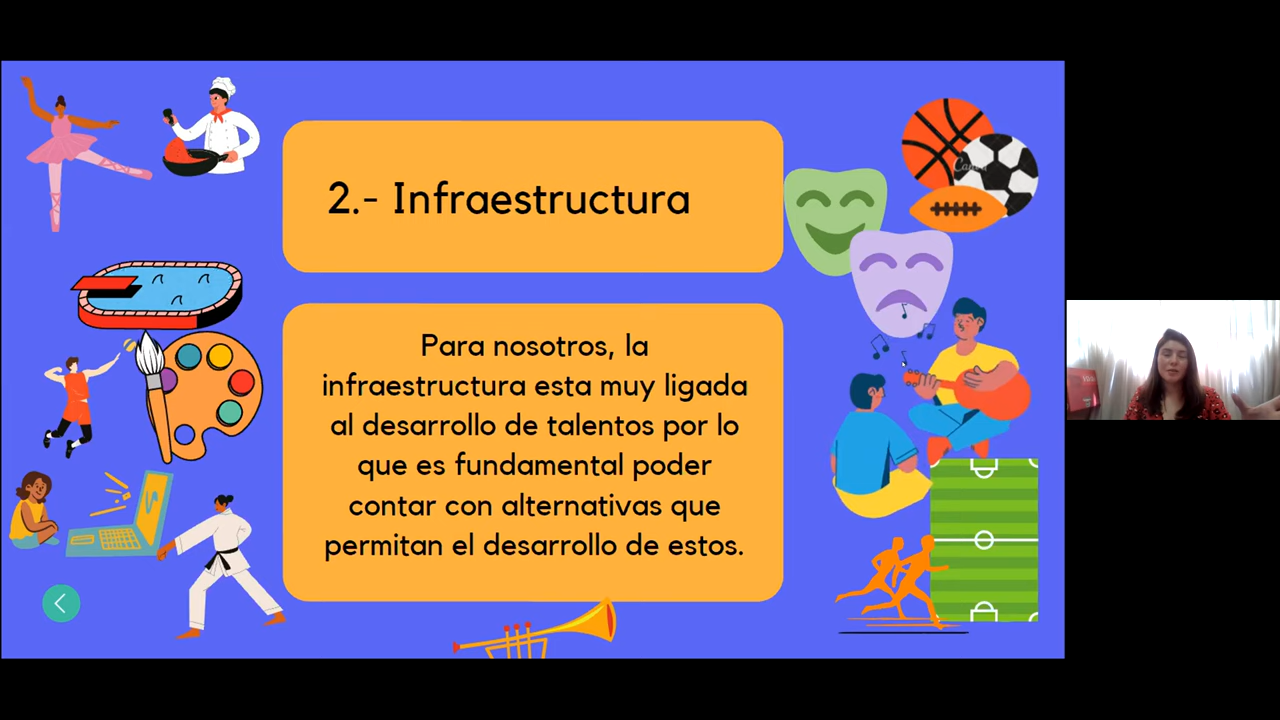 2.- Infraestructura
Para nosotros, la
infraestructura esta muy ligada
al desarrollo de talentos por lo
que es fundamental poder
contar con alternativas que
permitan el desarrollo de estos.